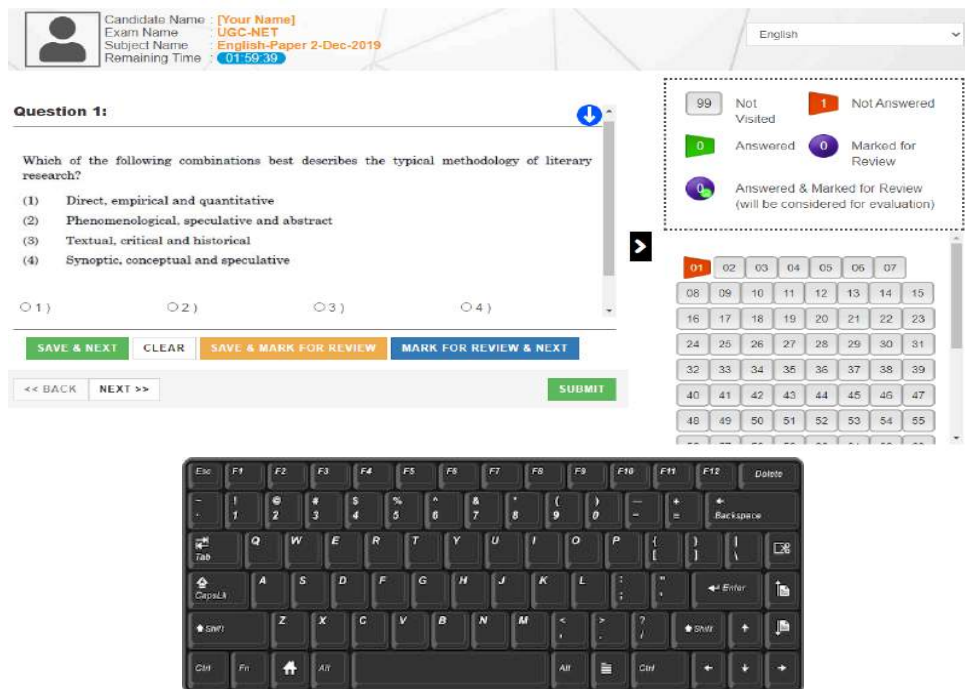 Candidate Name : [Your Name]
Exam Name : UGC-NET
Subject Name : English-Paper 2-Dec-2019
Remaining Time : 01:59:39
English
Question 1:
Which of the following combinations best describes the typical methodology of literary
research?
(1) Direct, empirical and quantitative
(2) Phenomenological, speculative and abstract
(3) Textual, critical and historical
(4) Synoptic, conceptual and speculative
1 ) 2 ) 3 ) 4 )
SAVE & NEXT CLEAR SAVE & MARK FOR REVIEW MARK FOR REVIEW & NEXT
<< BACK NEXT >> SUBMIT
99 Not Visited 1 Not Answered
0 Answered 0 Marked for Review
0 Answered & Marked for Review
(will be considered for evaluation)
01 02 03 04 05 06 07
08 09 10 11 12 13 14 15
16 17 18 19 20 21 22 23
24 25 26 27 28 29 30 31
32 33 34 35 36 37 38 39
40 41 42 43 44 45 46 47
48 49 50 51 52 53 54 55
Esc F1 F2 F3 F4 F5 F6 F7 F8 F9 F10 F11 F12 Delete
! @ # $ % ^ & * ( ) — +
1 2 3 4 5 6 7 8 9 0 - = Backspace
Tab Q W E R T Y U I O P { [ } ] | \
CapsLk A S D F G H J K L : ; " ' Enter
Shift Z X C V B N M < , > . ? / Shift
Ctrl Fn Alt Alt Ctrl